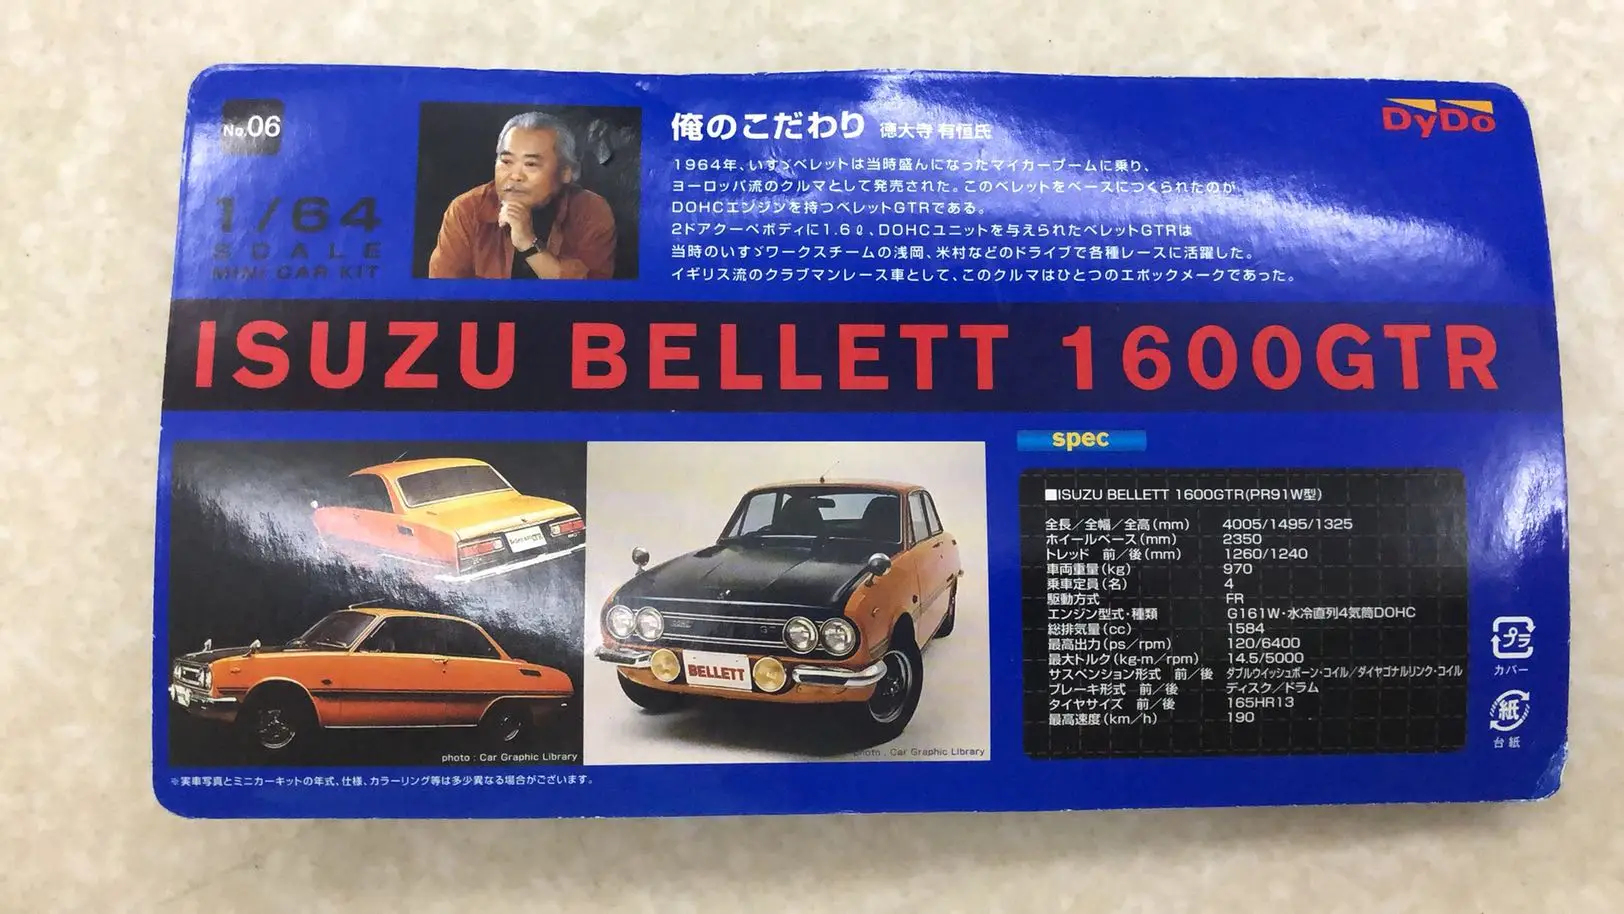 No.06
1/64
SCALE
MINI CAR KIT
俺のこだわり 徳大寺 有恒氏
DyDo
1964年、いすゞベレットは当時盛んになったマイカーブームに乗り、
ヨーロッパ流のクルマとして発売された。このベレットをベースにつくられたのが
DOHCエンジンを持つベレットGTRである。
2ドアクーペボディに1.6ℓ、DOHCユニットを与えられたベレットGTRは
当時のいすゞワークスチームの浅岡、米村などのドライブで各種レースに活躍した。
イギリス流のクラブマンレース車として、このクルマはひとつのエポックメークであった。
ISUZU BELLETT 1600GTR
BELLETT
photo : Car Graphic Library
photo : Car Graphic Library
※実車写真とミニカーキットの年式、仕様、カラーリング等は多少異なる場合がございます。
spec
■ISUZU BELLETT 1600GTR(PR91W型)
全長／全幅／全高(mm) 4005/1495/1325
ホイールベース(mm) 2350
トレッド 前／後(mm) 1260/1240
車両重量(kg) 970
乗車定員(名) 4
駆動方式 FR
エンジン型式・種類 G161W・水冷直列4気筒DOHC
総排気量(cc) 1584
最高出力(ps/rpm) 120/6400
最大トルク(kg-m/rpm) 14.5/5000
サスペンション形式 前／後 ダブルウイッシュボーン・コイル／ダイヤゴナルリンク・コイル
ブレーキ形式 前／後 ディスク／ドラム
タイヤサイズ 前／後 165HR13
最高速度(km/h) 190
プラ
カバー
紙
台紙